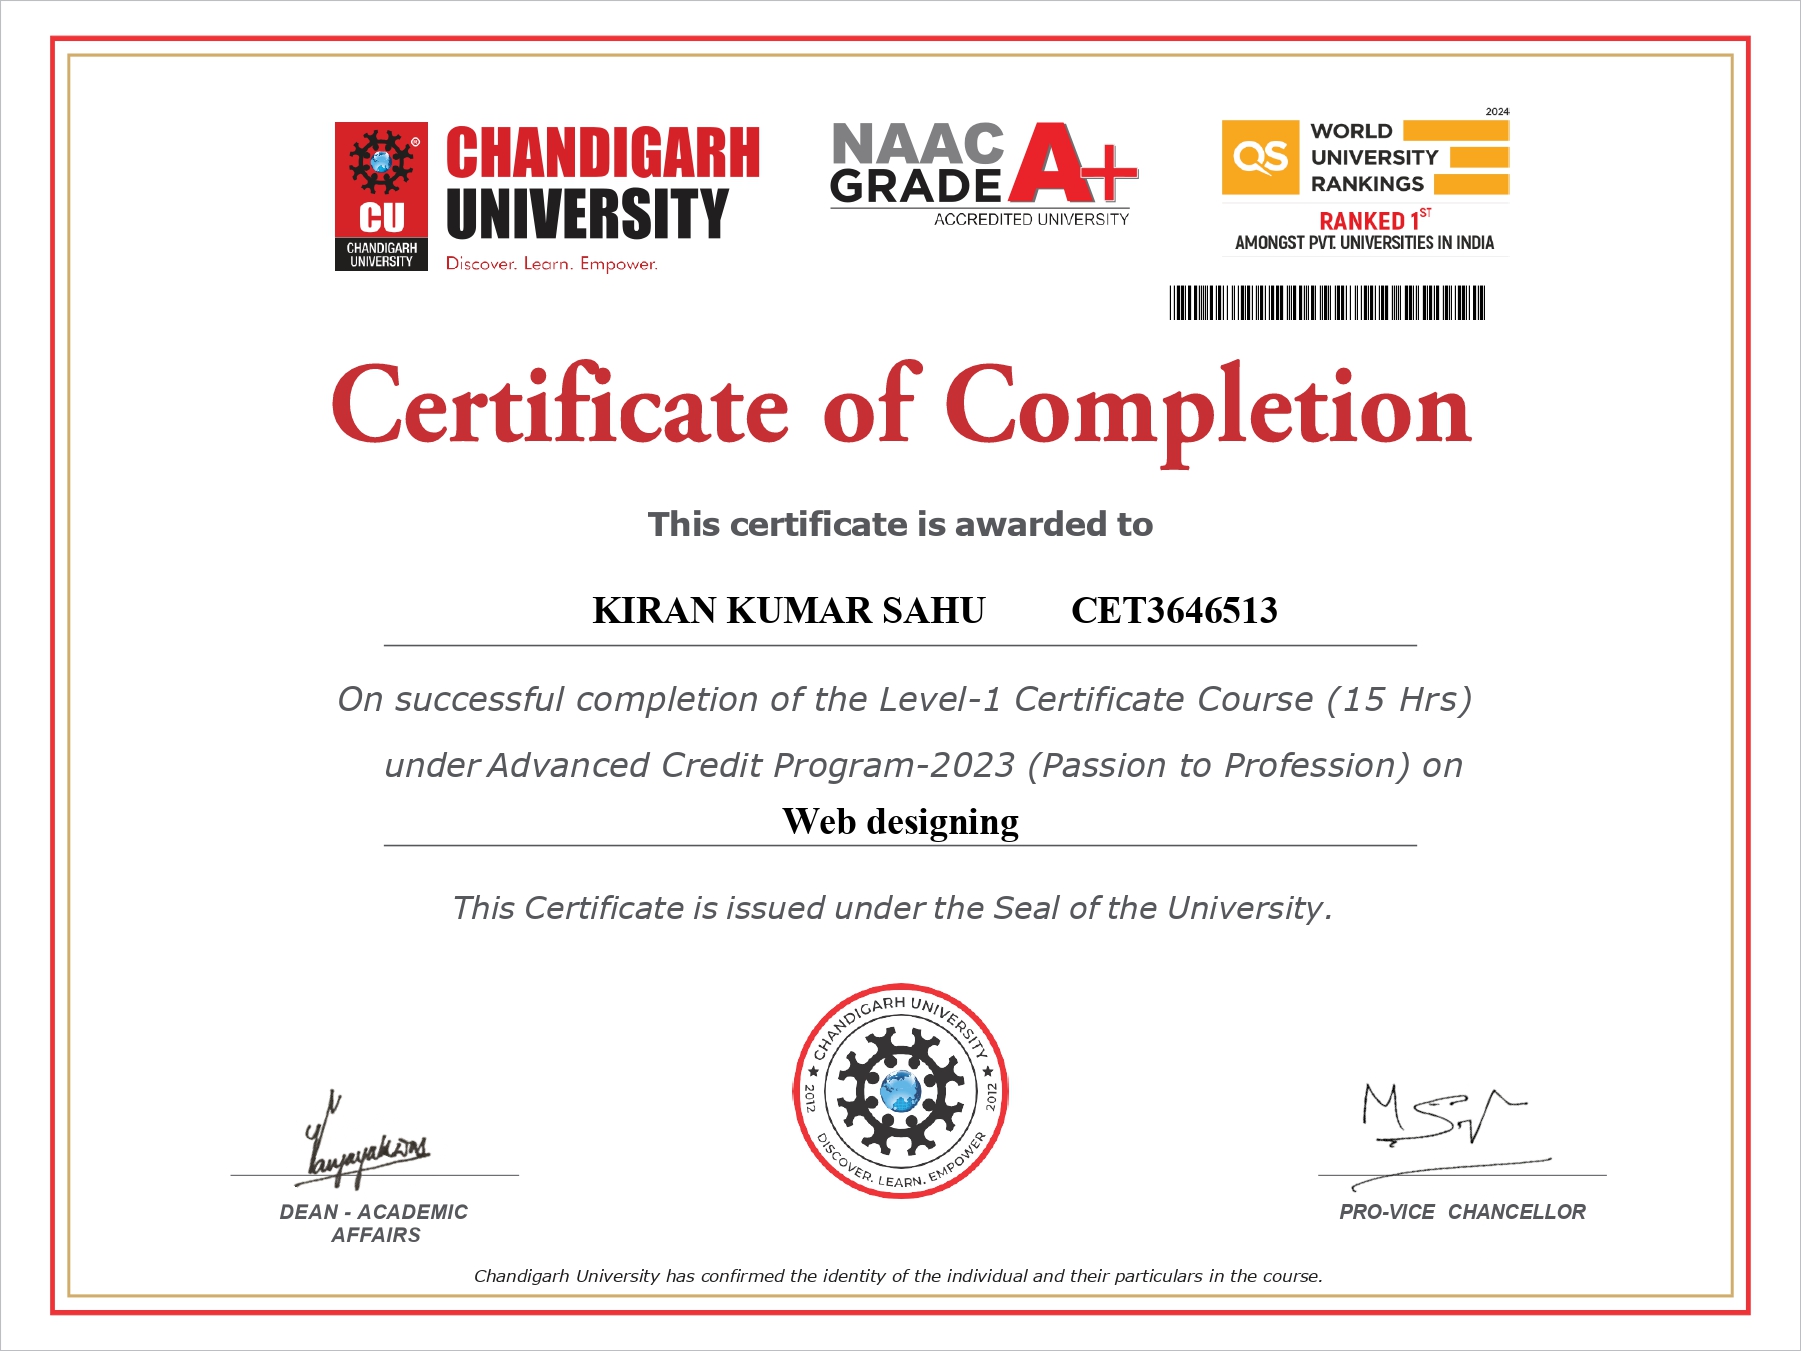 CU
CHANDIGARH
UNIVERSITY
CHANDIGARH
UNIVERSITY
Discover. Learn. Empower.
NAAC
GRADE A+
ACCREDITED UNIVERSITY
2024
QS
WORLD
UNIVERSITY
RANKINGS
RANKED 1ST
AMONGST PVT. UNIVERSITIES IN INDIA
Certificate of Completion
This certificate is awarded to
KIRAN KUMAR SAHU CET3646513
On successful completion of the Level-1 Certificate Course (15 Hrs)
under Advanced Credit Program-2023 (Passion to Profession) on
Web designing
This Certificate is issued under the Seal of the University.
★ CHANDIGARH UNIVERSITY ★
2012 2012
DISCOVER. LEARN. EMPOWER
DEAN - ACADEMIC
AFFAIRS
PRO-VICE CHANCELLOR
Chandigarh University has confirmed the identity of the individual and their particulars in the course.